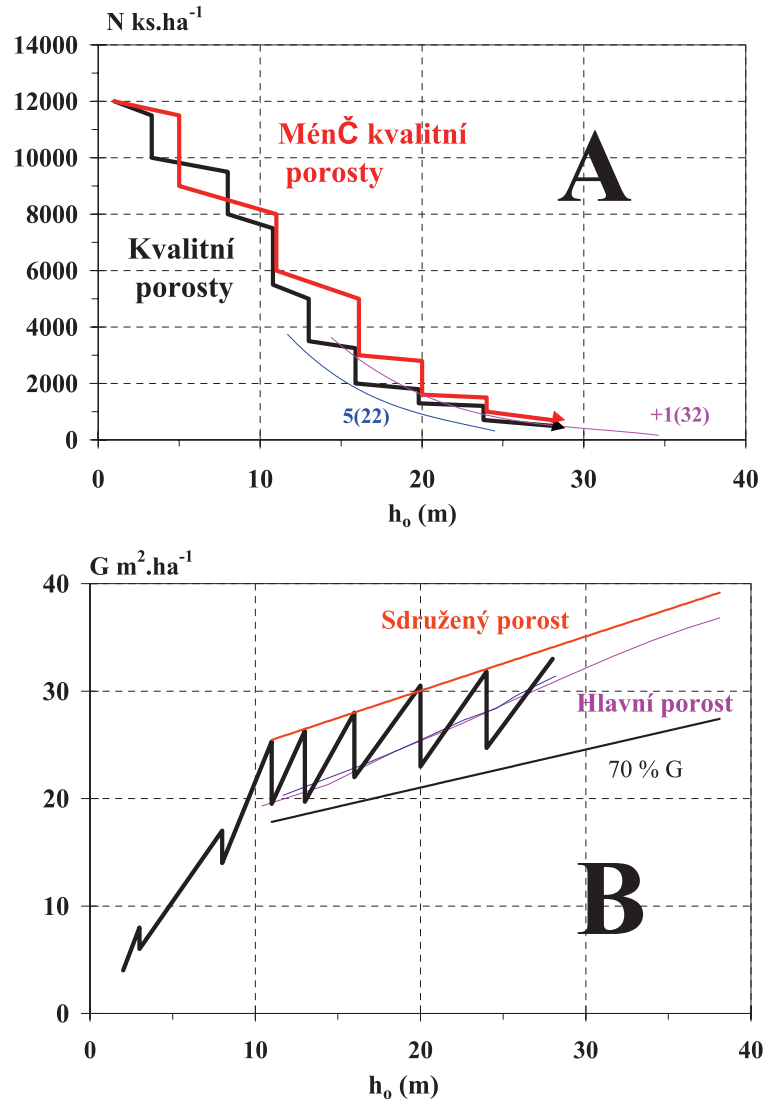 N ks.ha⁻¹
14000
12000
10000
8000
6000
4000
2000
0
MénČ kvalitní
porosty
A
Kvalitní
porosty
5(22)
+1(32)
0
10
20
30
40
hₒ (m)
G m².ha⁻¹
40
30
20
10
0
Sdružený porost
Hlavní porost
70 % G
B
0
10
20
30
40
hₒ (m)